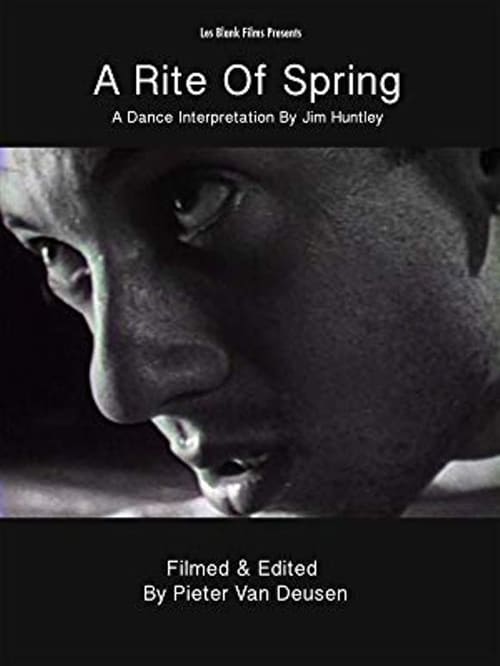 Les Blank Films Presents
A Rite Of Spring
A Dance Interpretation By Jim Huntley
Filmed & Edited
By Pieter Van Deusen